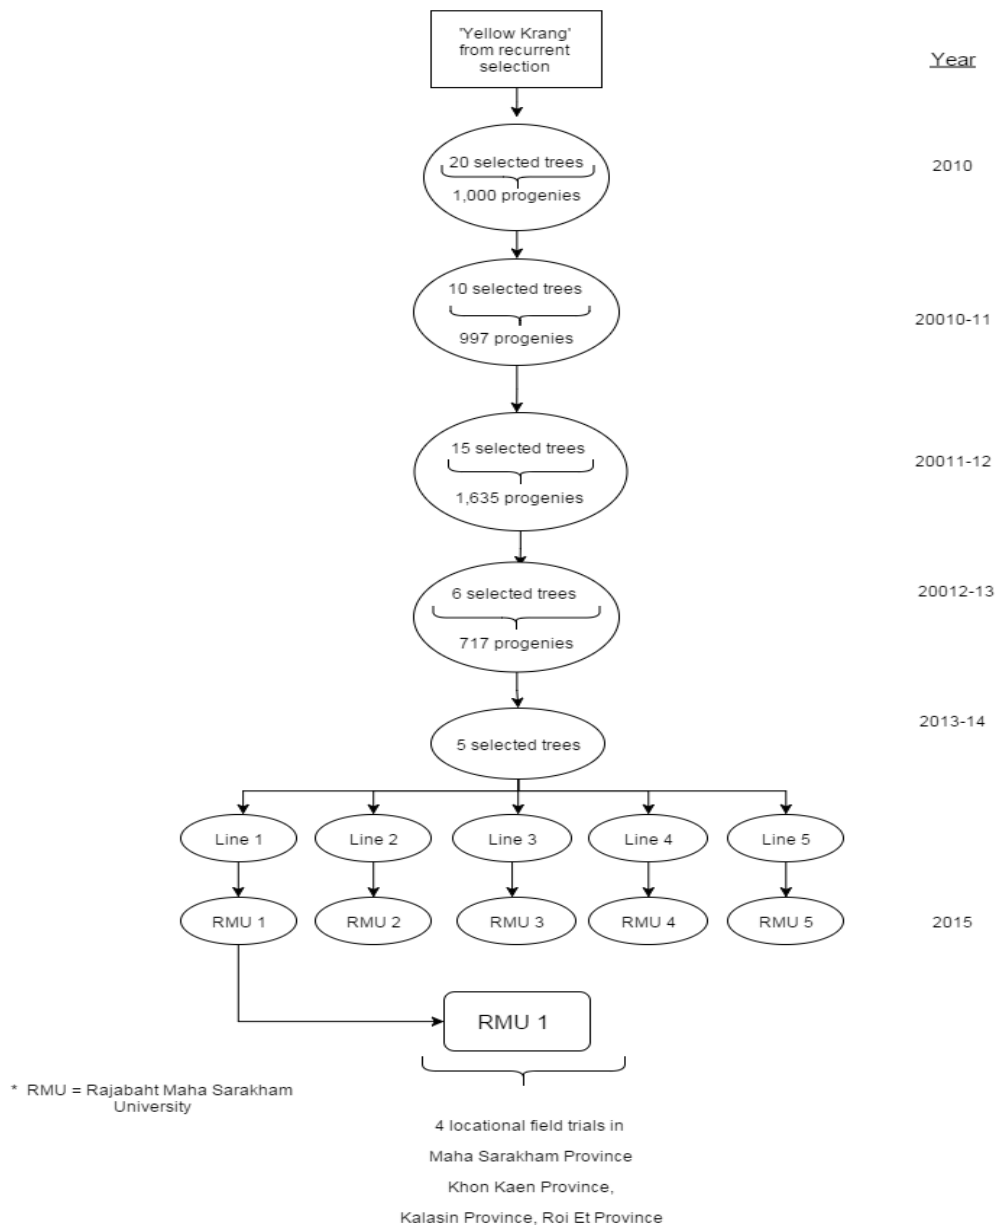 'Yellow Krang'
from recurrent
selection
Year
20 selected trees
1,000 progenies
2010
10 selected trees
997 progenies
20010-11
15 selected trees
1,635 progenies
20011-12
6 selected trees
717 progenies
20012-13
5 selected trees
2013-14
Line 1 Line 2 Line 3 Line 4 Line 5
RMU 1 RMU 2 RMU 3 RMU 4 RMU 5
2015
RMU 1
* RMU = Rajabaht Maha Sarakham
University
4 locational field trials in
Maha Sarakham Province
Khon Kaen Province,
Kalasin Province, Roi Et Province